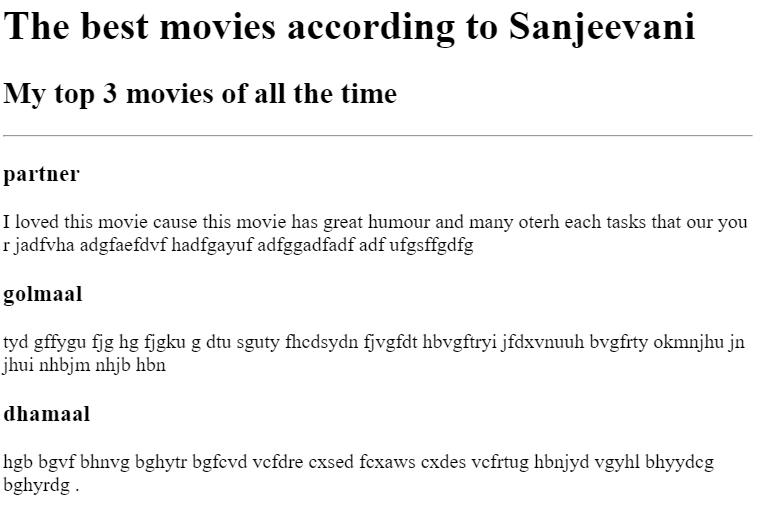 The best movies according to Sanjeevani
My top 3 movies of all the time
partner
I loved this movie cause this movie has great humour and many oterh each tasks that our you
r jadfvha adgfaefdvf hadfgayuf adfggadfadf adf ufgsffgdfg
golmaal
tyd gffygu fjg hg fjgku g dtu sguty fhcdsydn fjvgfdt hbvgftryi jfdxvnuuh bvgfrty okmnjhu jn
jhui nhbjm nhjb hbn
dhamaal
hgb bgvf bhnvg bghytr bgfcvd vcfdre cxsed fcxaws cxdes vcfrtug hbnjyd vgyhl bhyydcg
bghyrdg .